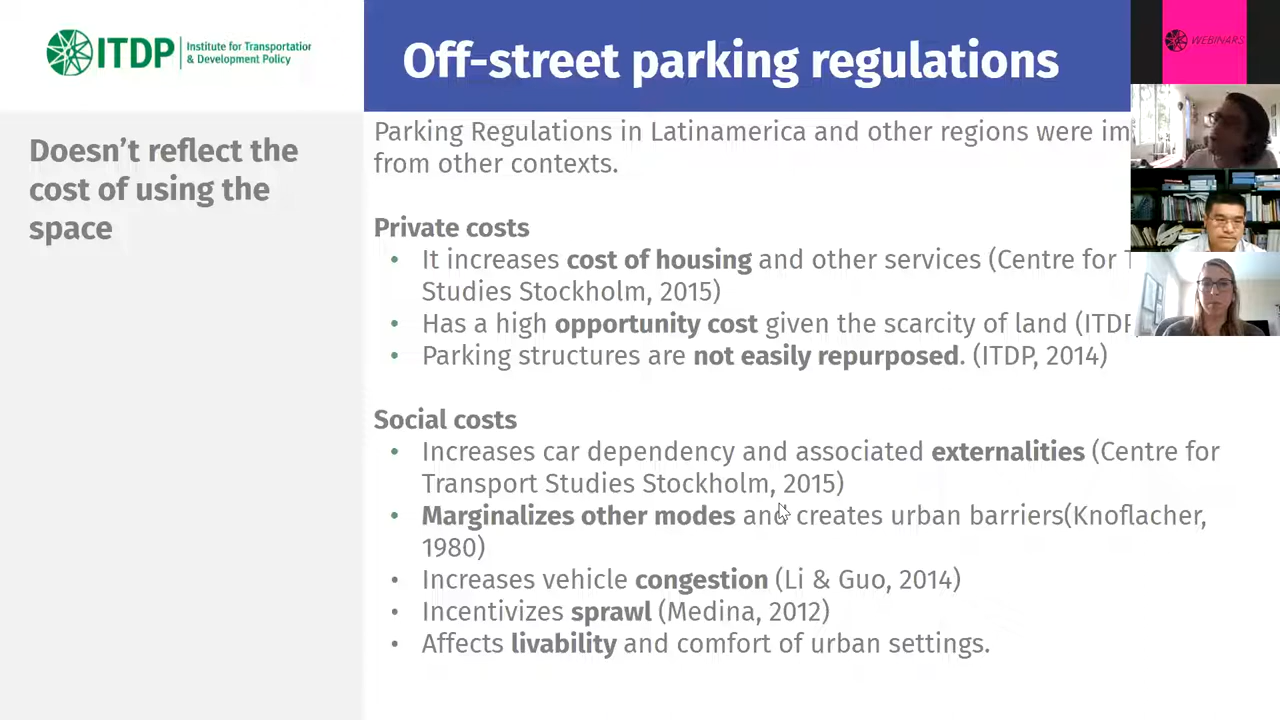 ITDP
Institute for Transportation
& Development Policy
Off-street parking regulations
WEBINARS
Doesn’t reflect the
cost of using the
space
Parking Regulations in Latinamerica and other regions were
from other contexts.
Private costs
• It increases cost of housing and other services (Centre for
Studies Stockholm, 2015)
• Has a high opportunity cost given the scarcity of land (ITDP
• Parking structures are not easily repurposed. (ITDP, 2014)
Social costs
• Increases car dependency and associated externalities (Centre for
Transport Studies Stockholm, 2015)
• Marginalizes other modes and creates urban barriers(Knoflacher,
1980)
• Increases vehicle congestion (Li & Guo, 2014)
• Incentivizes sprawl (Medina, 2012)
• Affects livability and comfort of urban settings.